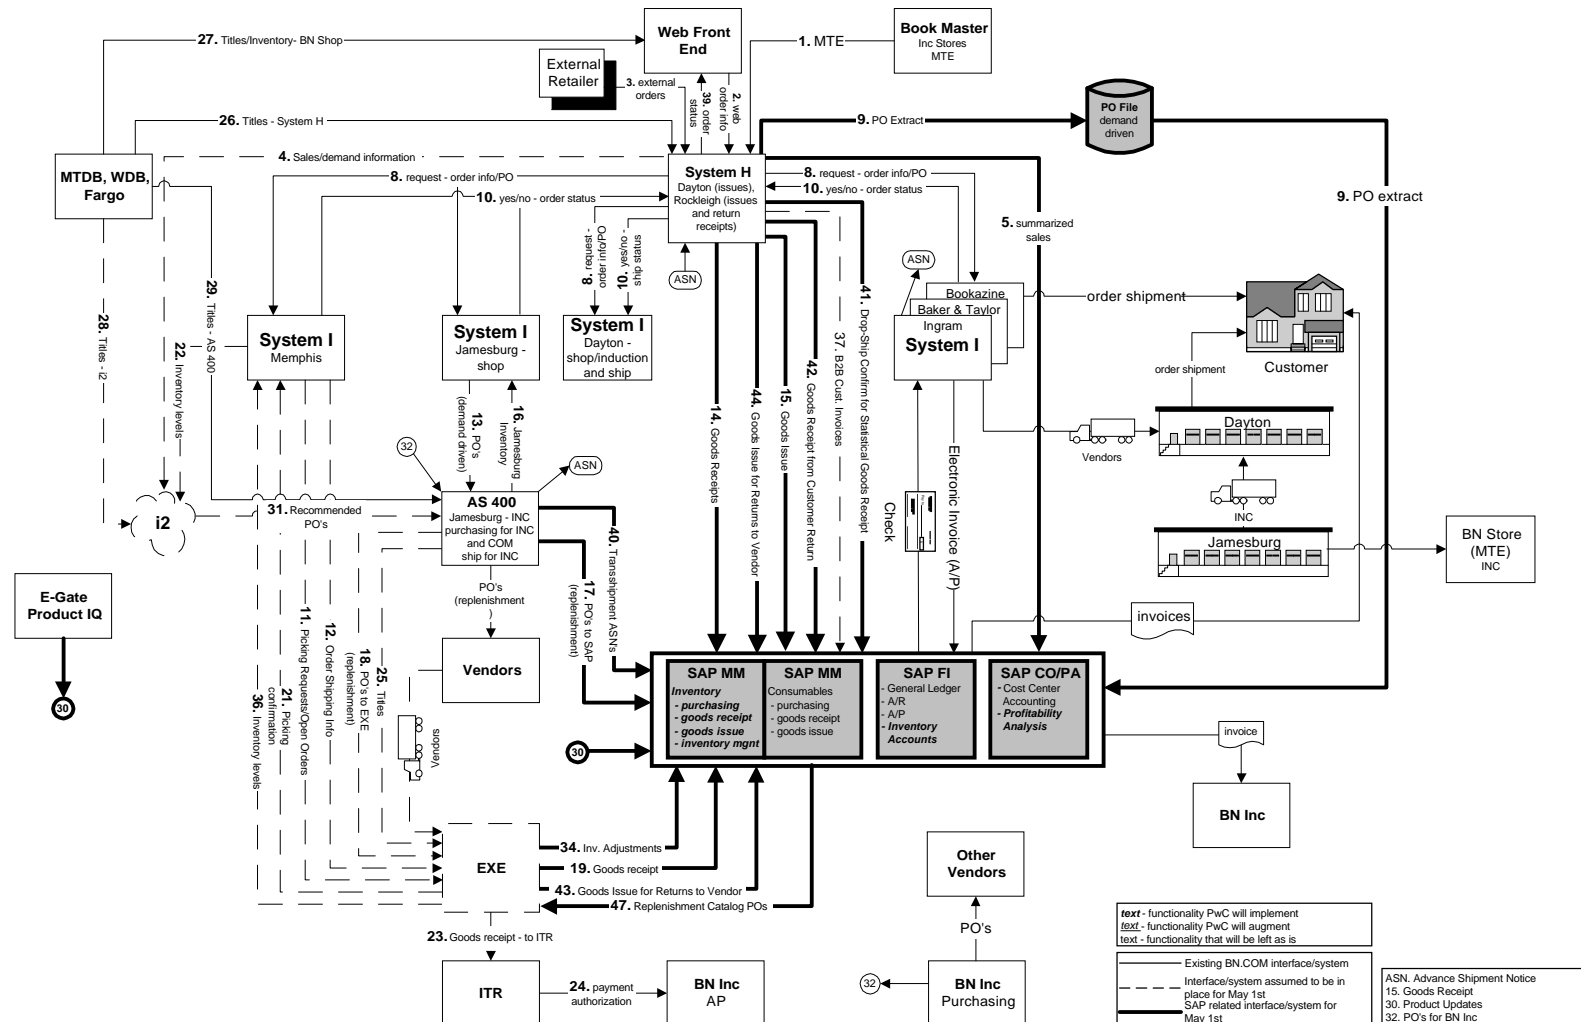 27. Titles/Inventory- BN Shop
Web Front
End
1. MTE
Book Master
Inc Stores
MTE
External
Retailer
3. external
orders
39. order
status
2. web
order info
PO File
demand
driven
26. Titles - System H
9. PO Extract
4. Sales/demand information
MTDB, WDB,
Fargo
8. request - order info/PO
10. yes/no - order status
System H
Dayton (issues),
Rockleigh (issues
and return
receipts)
8. request - order info/PO
10. yes/no - order status
5. summarized
sales
9. PO extract
8. request -
order info/PO
10. yes/no -
ship status
ASN
ASN
28. Titles - i2
22. Inventory levels
29. Titles - AS 400
System I
Memphis
System I
Jamesburg -
shop
System I
Dayton -
shop/induction
and ship
Bookazine
Baker & Taylor
Ingram
System I
order shipment
Customer
order shipment
13. PO's
(demand driven)
16. Jamesburg
Inventory
14. Goods Receipts
44. Goods Issue for Returns to Vendor
15. Goods Issue
42. Goods Receipt from Customer Return
37. B2B Cust. Invoices
41. Drop-Ship Confirm for Statistical Goods Receipt
Check
Electronic Invoice (A/P)
Vendors
Dayton
INC
Jamesburg
BN Store
(MTE)
INC
32
ASN
i2
31. Recommended
PO's
AS 400
Jamesburg - INC
purchasing for INC
and COM
ship for INC
40. Transshipment ASN's
17. PO's to SAP
(replenishment)
PO's
(replenishment
)
E-Gate
Product IQ
30
Vendors
Vendors
36. Inventory levels
21. Picking
confirmation
11. Picking Requests/Open Orders
12. Order Shipping Info
18. PO's to EXE
(replenishment)
25. Titles
invoices
30
SAP MM
Inventory
- purchasing
- goods receipt
- goods issue
- inventory mgnt
SAP MM
Consumables
- purchasing
- goods receipt
- goods issue
SAP FI
- General Ledger
- A/R
- A/P
- Inventory
Accounts
SAP CO/PA
- Cost Center
Accounting
- Profitability
Analysis
invoice
BN Inc
EXE
34. Inv. Adjustments
19. Goods receipt
43. Goods Issue for Returns to Vendor
47. Replenishment Catalog POs
23. Goods receipt - to ITR
ITR
24. payment
authorization
BN Inc
AP
Other
Vendors
PO's
32
BN Inc
Purchasing
text - functionality PwC will implement
text - functionality PwC will augment
text - functionality that will be left as is
Existing BN.COM interface/system
Interface/system assumed to be in
place for May 1st
SAP related interface/system for
May 1st
ASN. Advance Shipment Notice
15. Goods Receipt
30. Product Updates
32. PO's for BN Inc